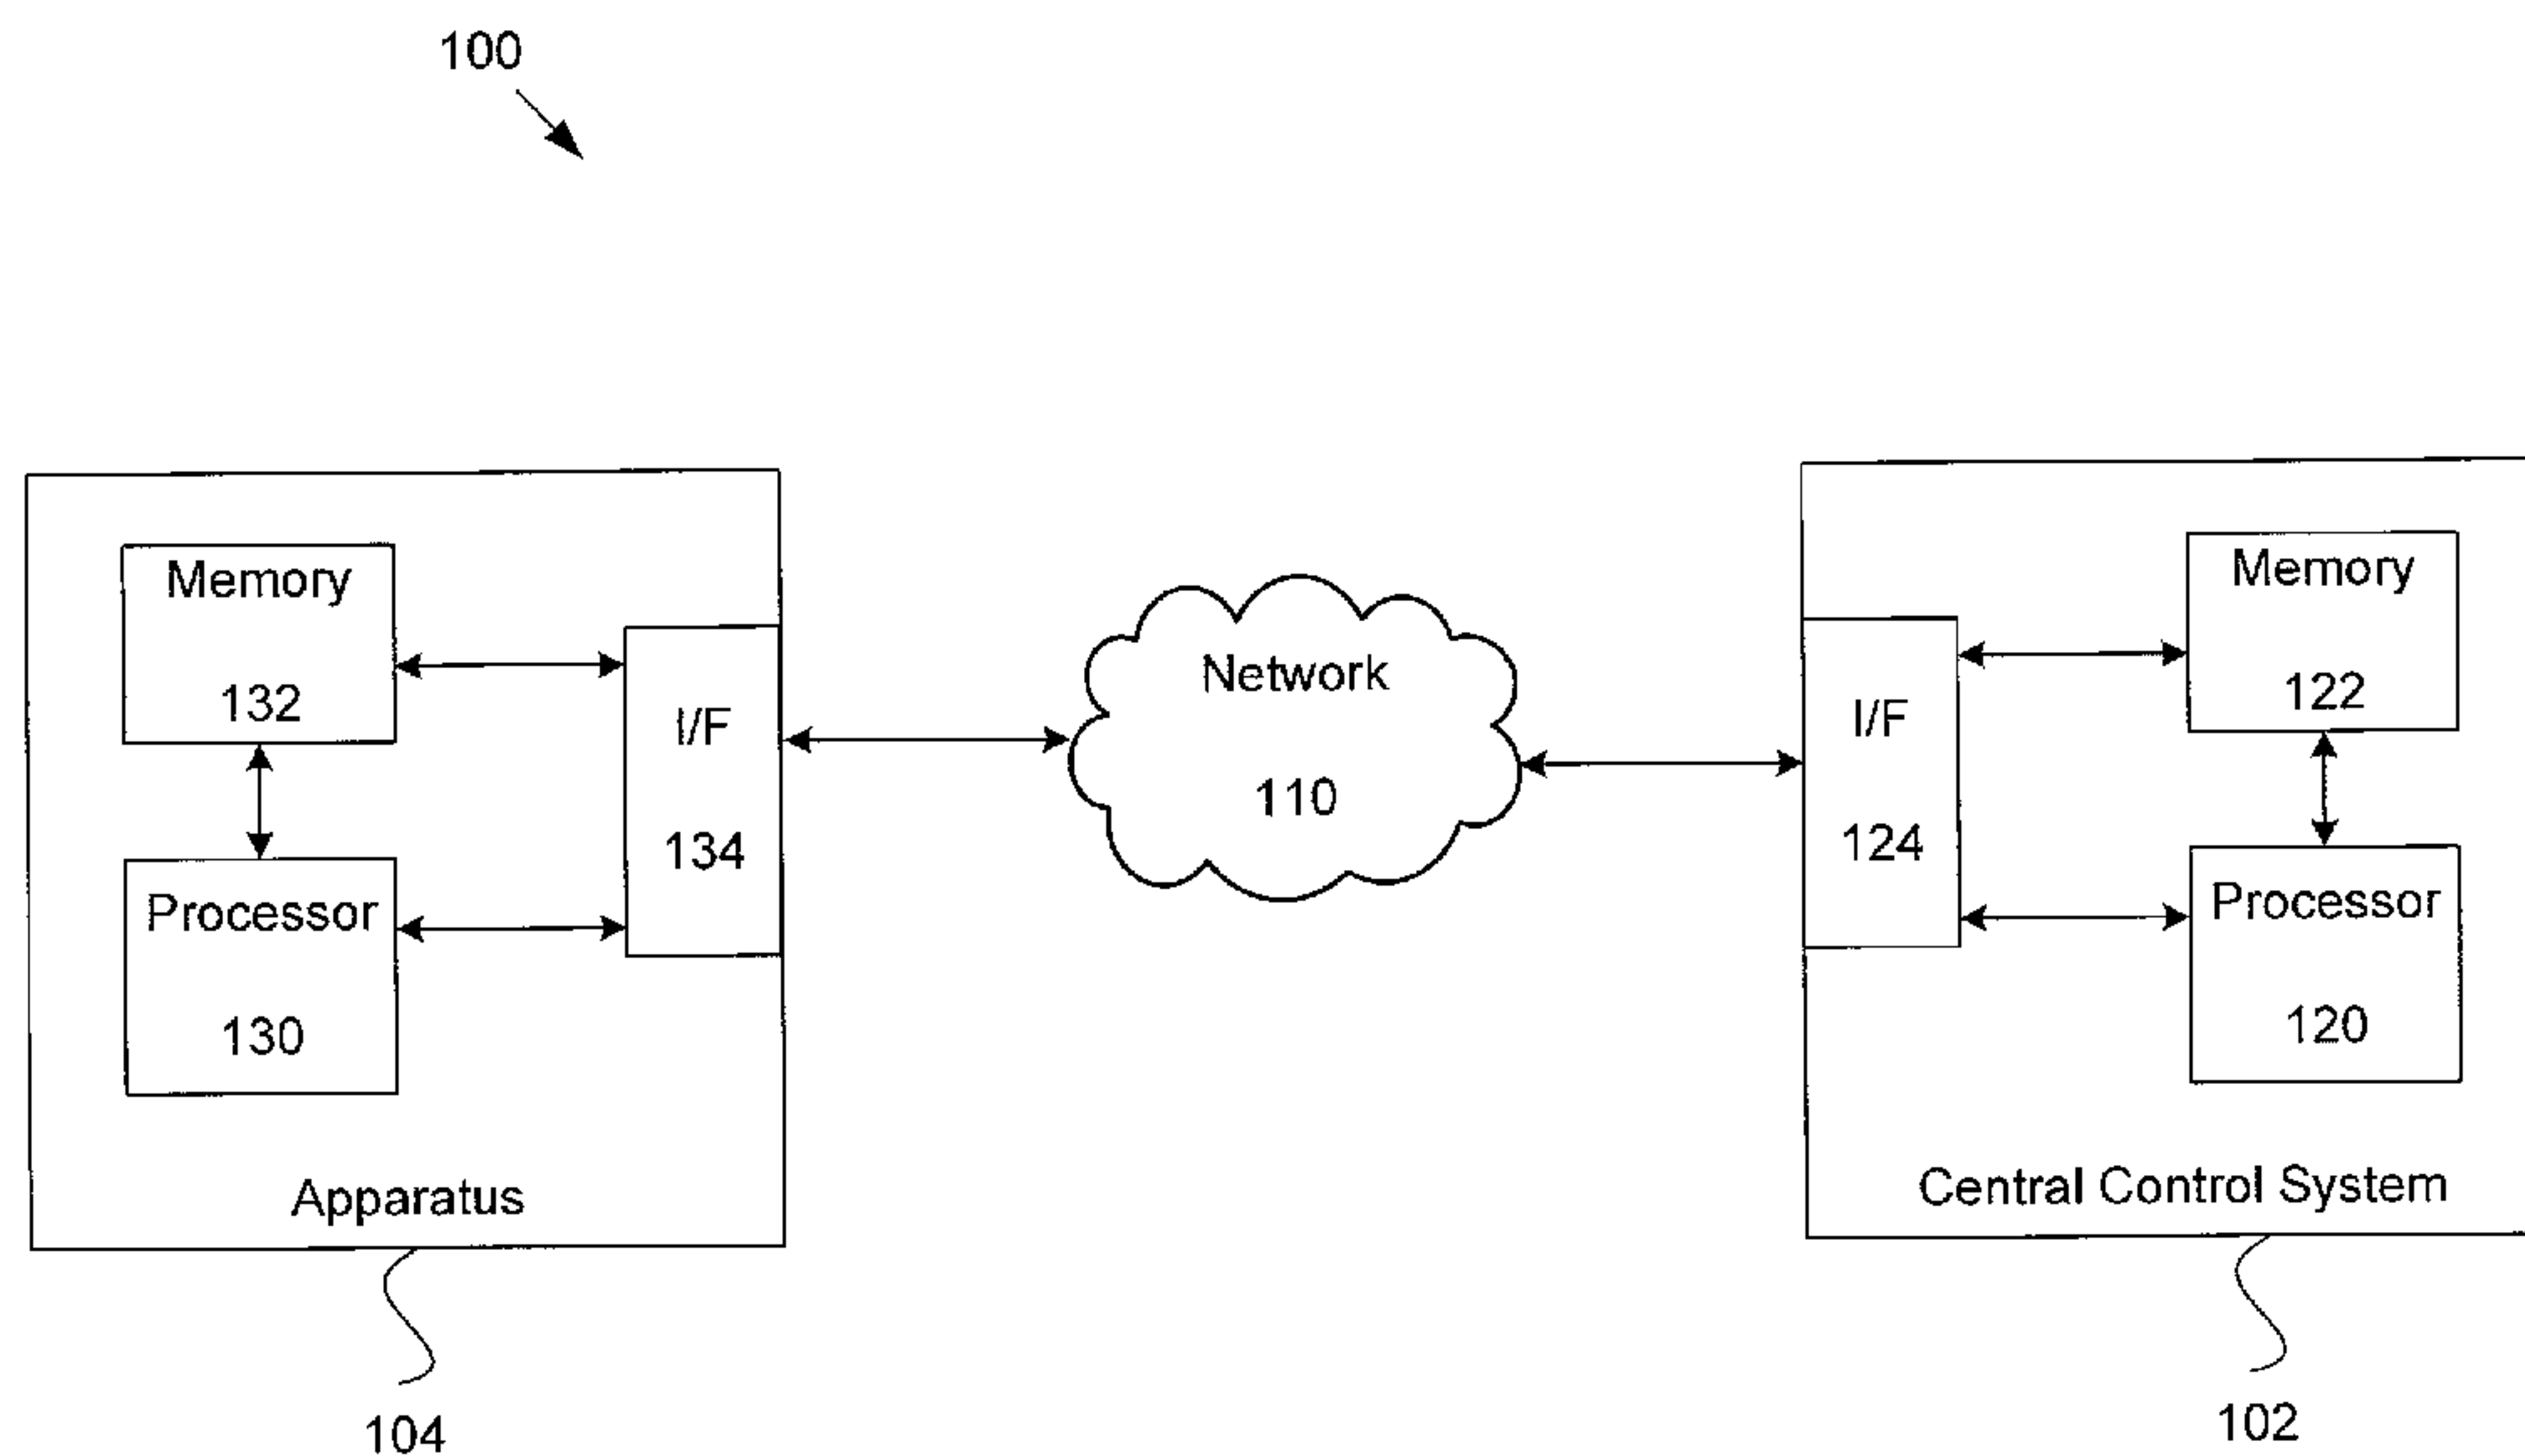 100
Memory
132
I/F
134
Processor
130
Apparatus
104
Network
110
I/F
124
Memory
122
Processor
120
Central Control System
102